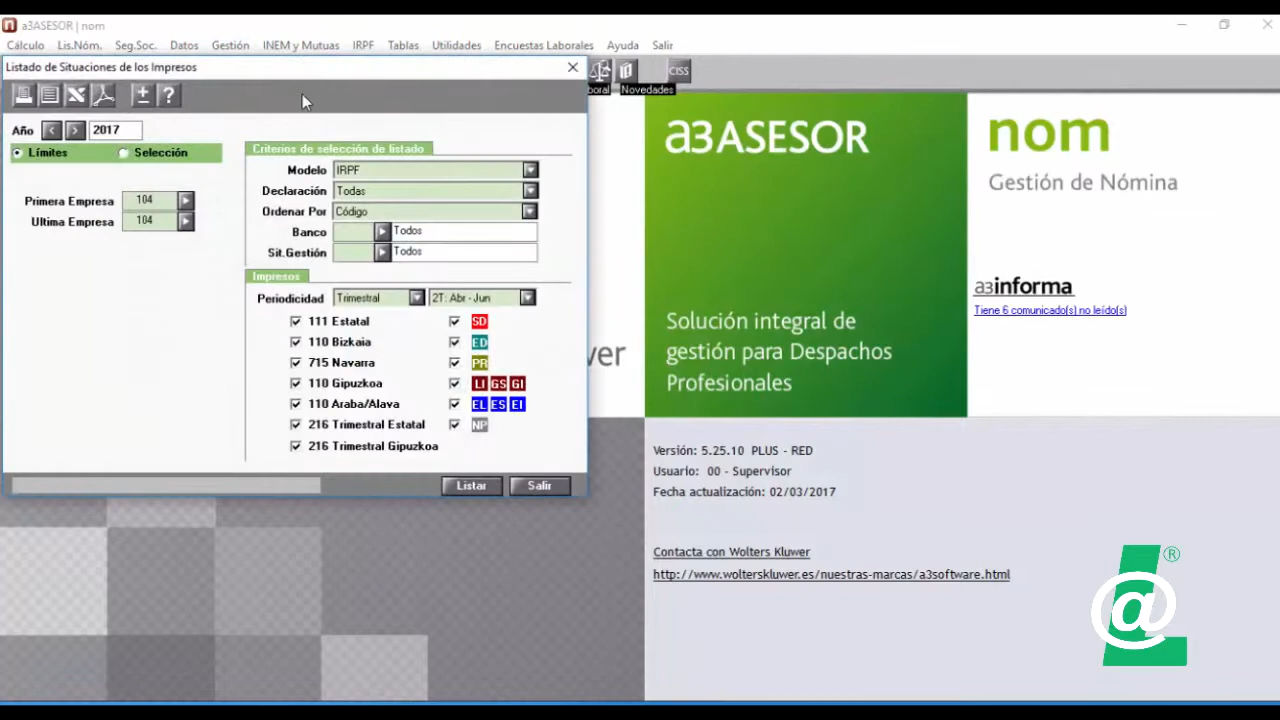 a3ASESOR | nom
Cálculo Lis.Nóm. Seg.Soc. Datos Gestión INEM y Mutuas IRPF Tablas Utilidades Encuestas Laborales Ayuda Salir
Listado de Situaciones de los Impresos
CISS
boral Novedades
Año 2017
Límites Selección
Primera Empresa 104
Ultima Empresa 104
Criterios de selección de listado
Modelo IRPF
Declaración Todas
Ordenar Por Código
Banco Todos
Sit.Gestión Todos
Impresos
Periodicidad Trimestral 2T: Abr - Jun
111 Estatal SD
110 Bizkaia ED
715 Navarra PR
110 Gipuzkoa LI GS GI
110 Araba/Alava EL ES EI
216 Trimestral Estatal NP
216 Trimestral Gipuzkoa
Listar Salir
uwer
a3ASESOR
Solución integral de
gestión para Despachos
Profesionales
nom
Gestión de Nómina
a3informa
Tiene 6 comunicado(s) no leído(s)
Versión: 5.25.10 PLUS - RED
Usuario: 00 - Supervisor
Fecha actualización: 02/03/2017
Contacta con Wolters Kluwer
http://www.wolterskluwer.es/nuestras-marcas/a3software.html
L@®